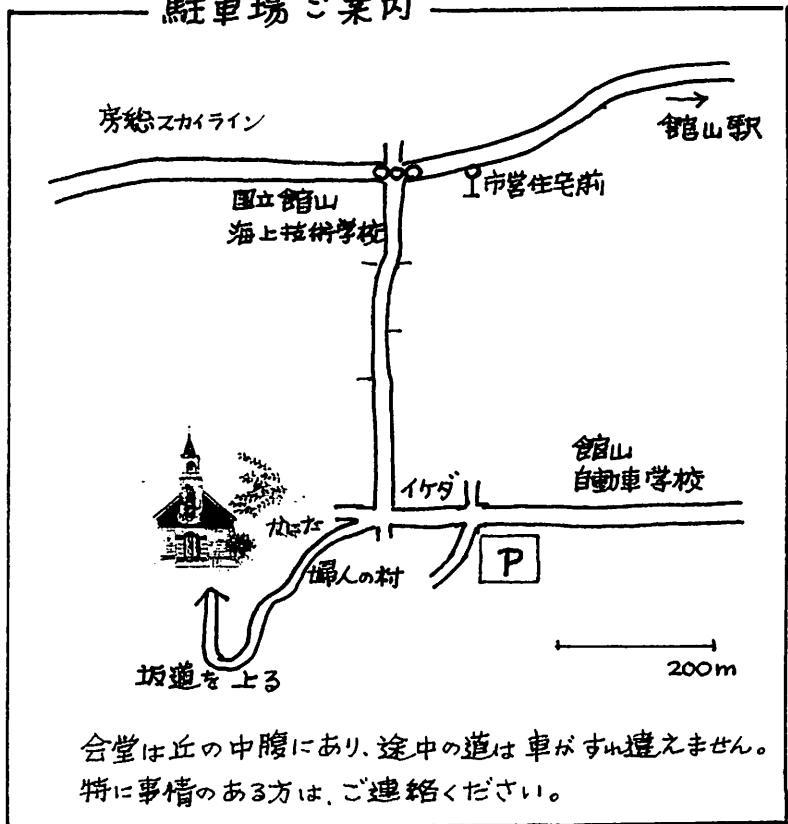 駐車場ご案内
房総スカイライン
館山駅
国立館山
海上技術学校
市営住宅前
館山
自動車学校
イケダ
かにた
婦人の村
P
200m
坂道を上る
会堂は丘の中腹にあり、途中の道は車がすれ違えません。
特に事情のある方は、ご連絡ください。